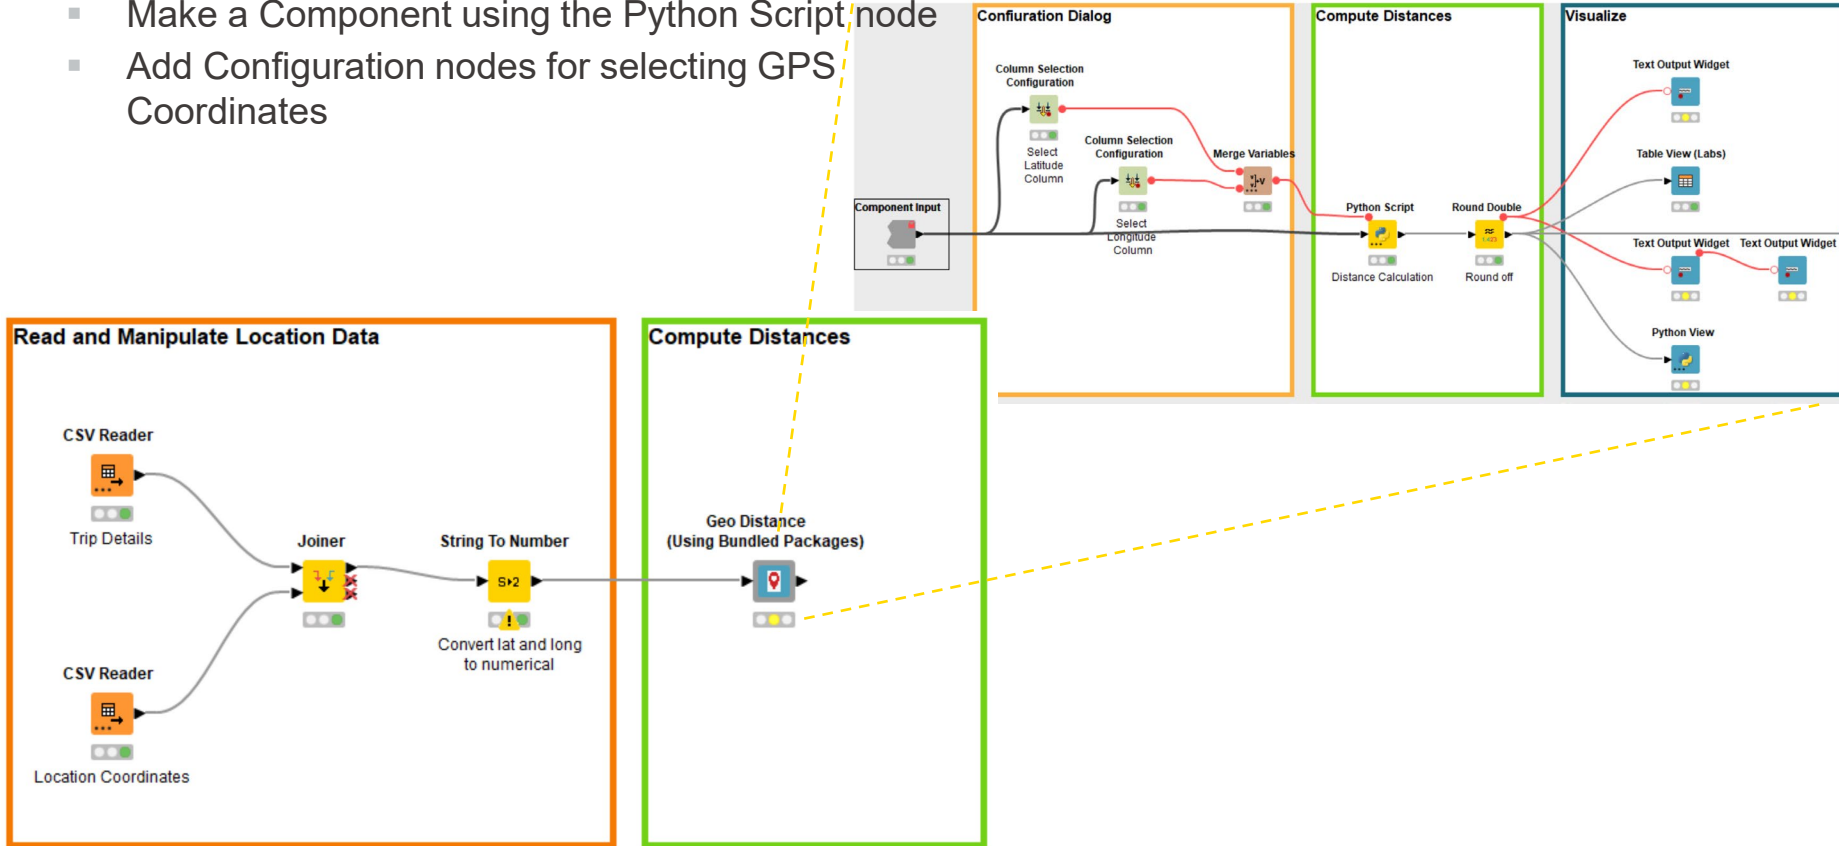 Make a Component using the Python Script node
Add Configuration nodes for selecting GPS
Coordinates
Confiuration Dialog
Column Selection
Configuration
Select
Latitude
Column
Column Selection
Configuration
Select
Longitude
Column
Merge Variables
Component Input
Compute Distances
Python Script
Distance Calculation
Round Double
Round off
Visualize
Text Output Widget
Table View (Labs)
Text Output Widget
Text Output Widget
Python View
Read and Manipulate Location Data
CSV Reader
Trip Details
CSV Reader
Location Coordinates
Joiner
String To Number
S▸2
Convert lat and long
to numerical
Compute Distances
Geo Distance
(Using Bundled Packages)